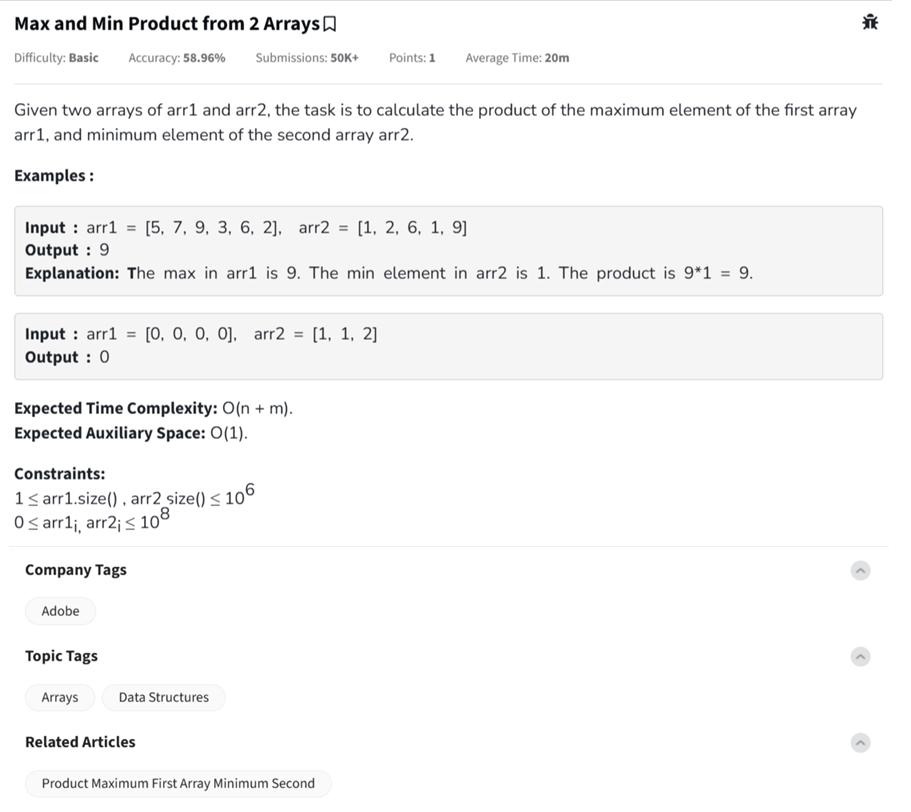 Max and Min Product from 2 Arrays
Difficulty: Basic Accuracy: 58.96% Submissions: 50K+ Points: 1 Average Time: 20m
Given two arrays of arr1 and arr2, the task is to calculate the product of the maximum element of the first array
arr1, and minimum element of the second array arr2.
Examples :
Input : arr1 = [5, 7, 9, 3, 6, 2], arr2 = [1, 2, 6, 1, 9]
Output : 9
Explanation: The max in arr1 is 9. The min element in arr2 is 1. The product is 9*1 = 9.
Input : arr1 = [0, 0, 0, 0], arr2 = [1, 1, 2]
Output : 0
Expected Time Complexity: O(n + m).
Expected Auxiliary Space: O(1).
Constraints:
1 ≤ arr1.size() , arr2 size() ≤ 10^6
0 ≤ arr1i, arr2i ≤ 10^8
Company Tags
Adobe
Topic Tags
Arrays Data Structures
Related Articles
Product Maximum First Array Minimum Second